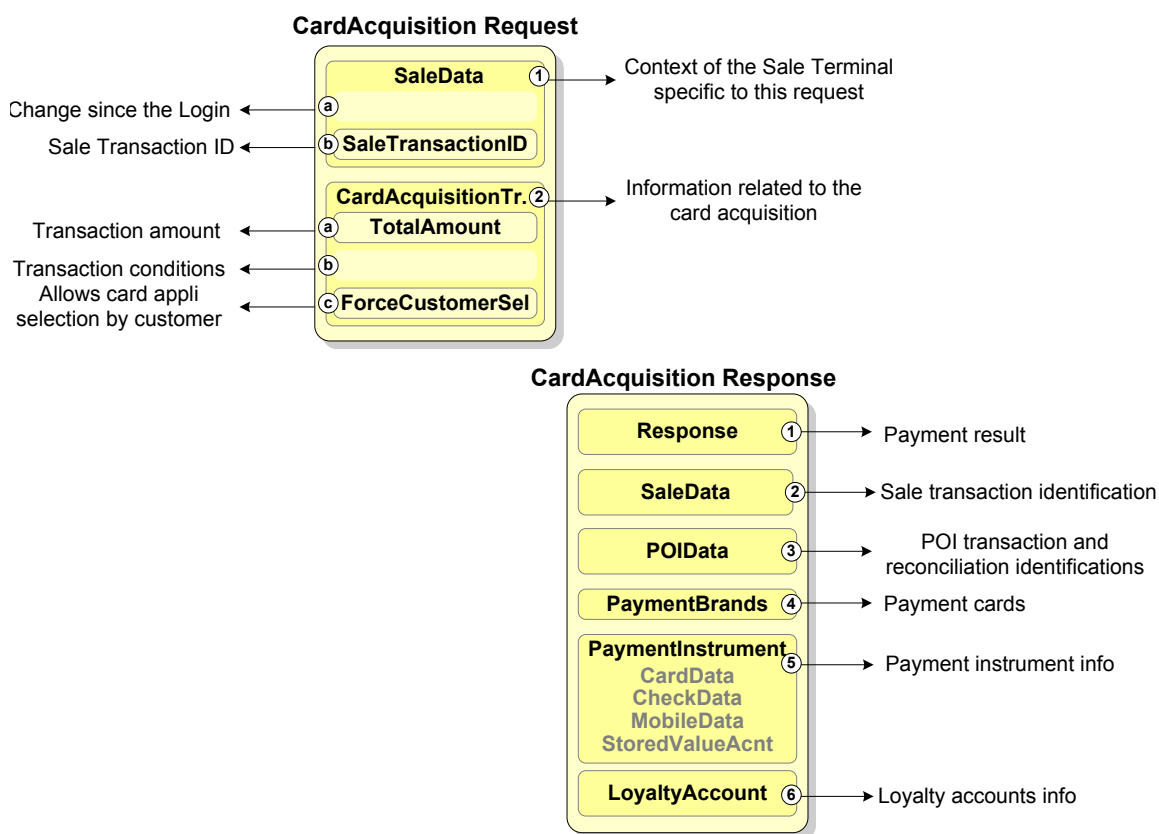 CardAcquisition Request
SaleData
1
Context of the Sale Terminal
specific to this request
Change since the Login
a
Sale Transaction ID
b
SaleTransactionID
CardAcquisitionTr.
2
Information related to the
card acquisition
Transaction amount
a
TotalAmount
Transaction conditions
b
Allows card appli
selection by customer
c
ForceCustomerSel
CardAcquisition Response
Response
1
Payment result
SaleData
2
Sale transaction identification
POIData
3
POI transaction and
reconciliation identifications
PaymentBrands
4
Payment cards
PaymentInstrument
5
Payment instrument info
CardData
CheckData
MobileData
StoredValueAcnt
LoyaltyAccount
6
Loyalty accounts info